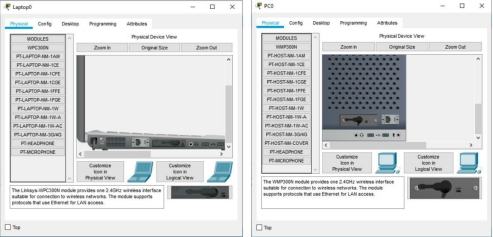 Laptop0
Physical Config Desktop Programming Attributes
MODULES
WPC300N
PT-LAPTOP-NM-1AM
PT-LAPTOP-NM-1CE
PT-LAPTOP-NM-1CFE
PT-LAPTOP-NM-1CGE
PT-LAPTOP-NM-1FFE
PT-LAPTOP-NM-1FGE
PT-LAPTOP-NM-1W
PT-LAPTOP-NM-1W-A
PT-LAPTOP-NM-1W-AC
PT-LAPTOP-NM-3G/4G
PT-HEADPHONE
PT-MICROPHONE
Physical Device View
Zoom In Original Size Zoom Out
Customize
Icon in
Physical View
Customize
Icon in
Logical View
The Linksys-WPC300N module provides one 2.4GHz wireless interface
suitable for connection to wireless networks. The module supports
protocols that use Ethernet for LAN access.
Top
PC0
Physical Config Desktop Programming Attributes
MODULES
WMP300N
PT-HOST-NM-1AM
PT-HOST-NM-1CE
PT-HOST-NM-1CFE
PT-HOST-NM-1CGE
PT-HOST-NM-1FFE
PT-HOST-NM-1FGE
PT-HOST-NM-1W
PT-HOST-NM-1W-A
PT-HOST-NM-1W-AC
PT-HOST-NM-3G/4G
PT-HOST-NM-COVER
PT-HEADPHONE
PT-MICROPHONE
Physical Device View
Zoom In Original Size Zoom Out
Customize
Icon in
Physical View
Customize
Icon in
Logical View
The WMP300N module provides one 2.4GHz wireless interface
suitable for connection to wireless networks. The module supports
protocols that use Ethernet for LAN access.
Top